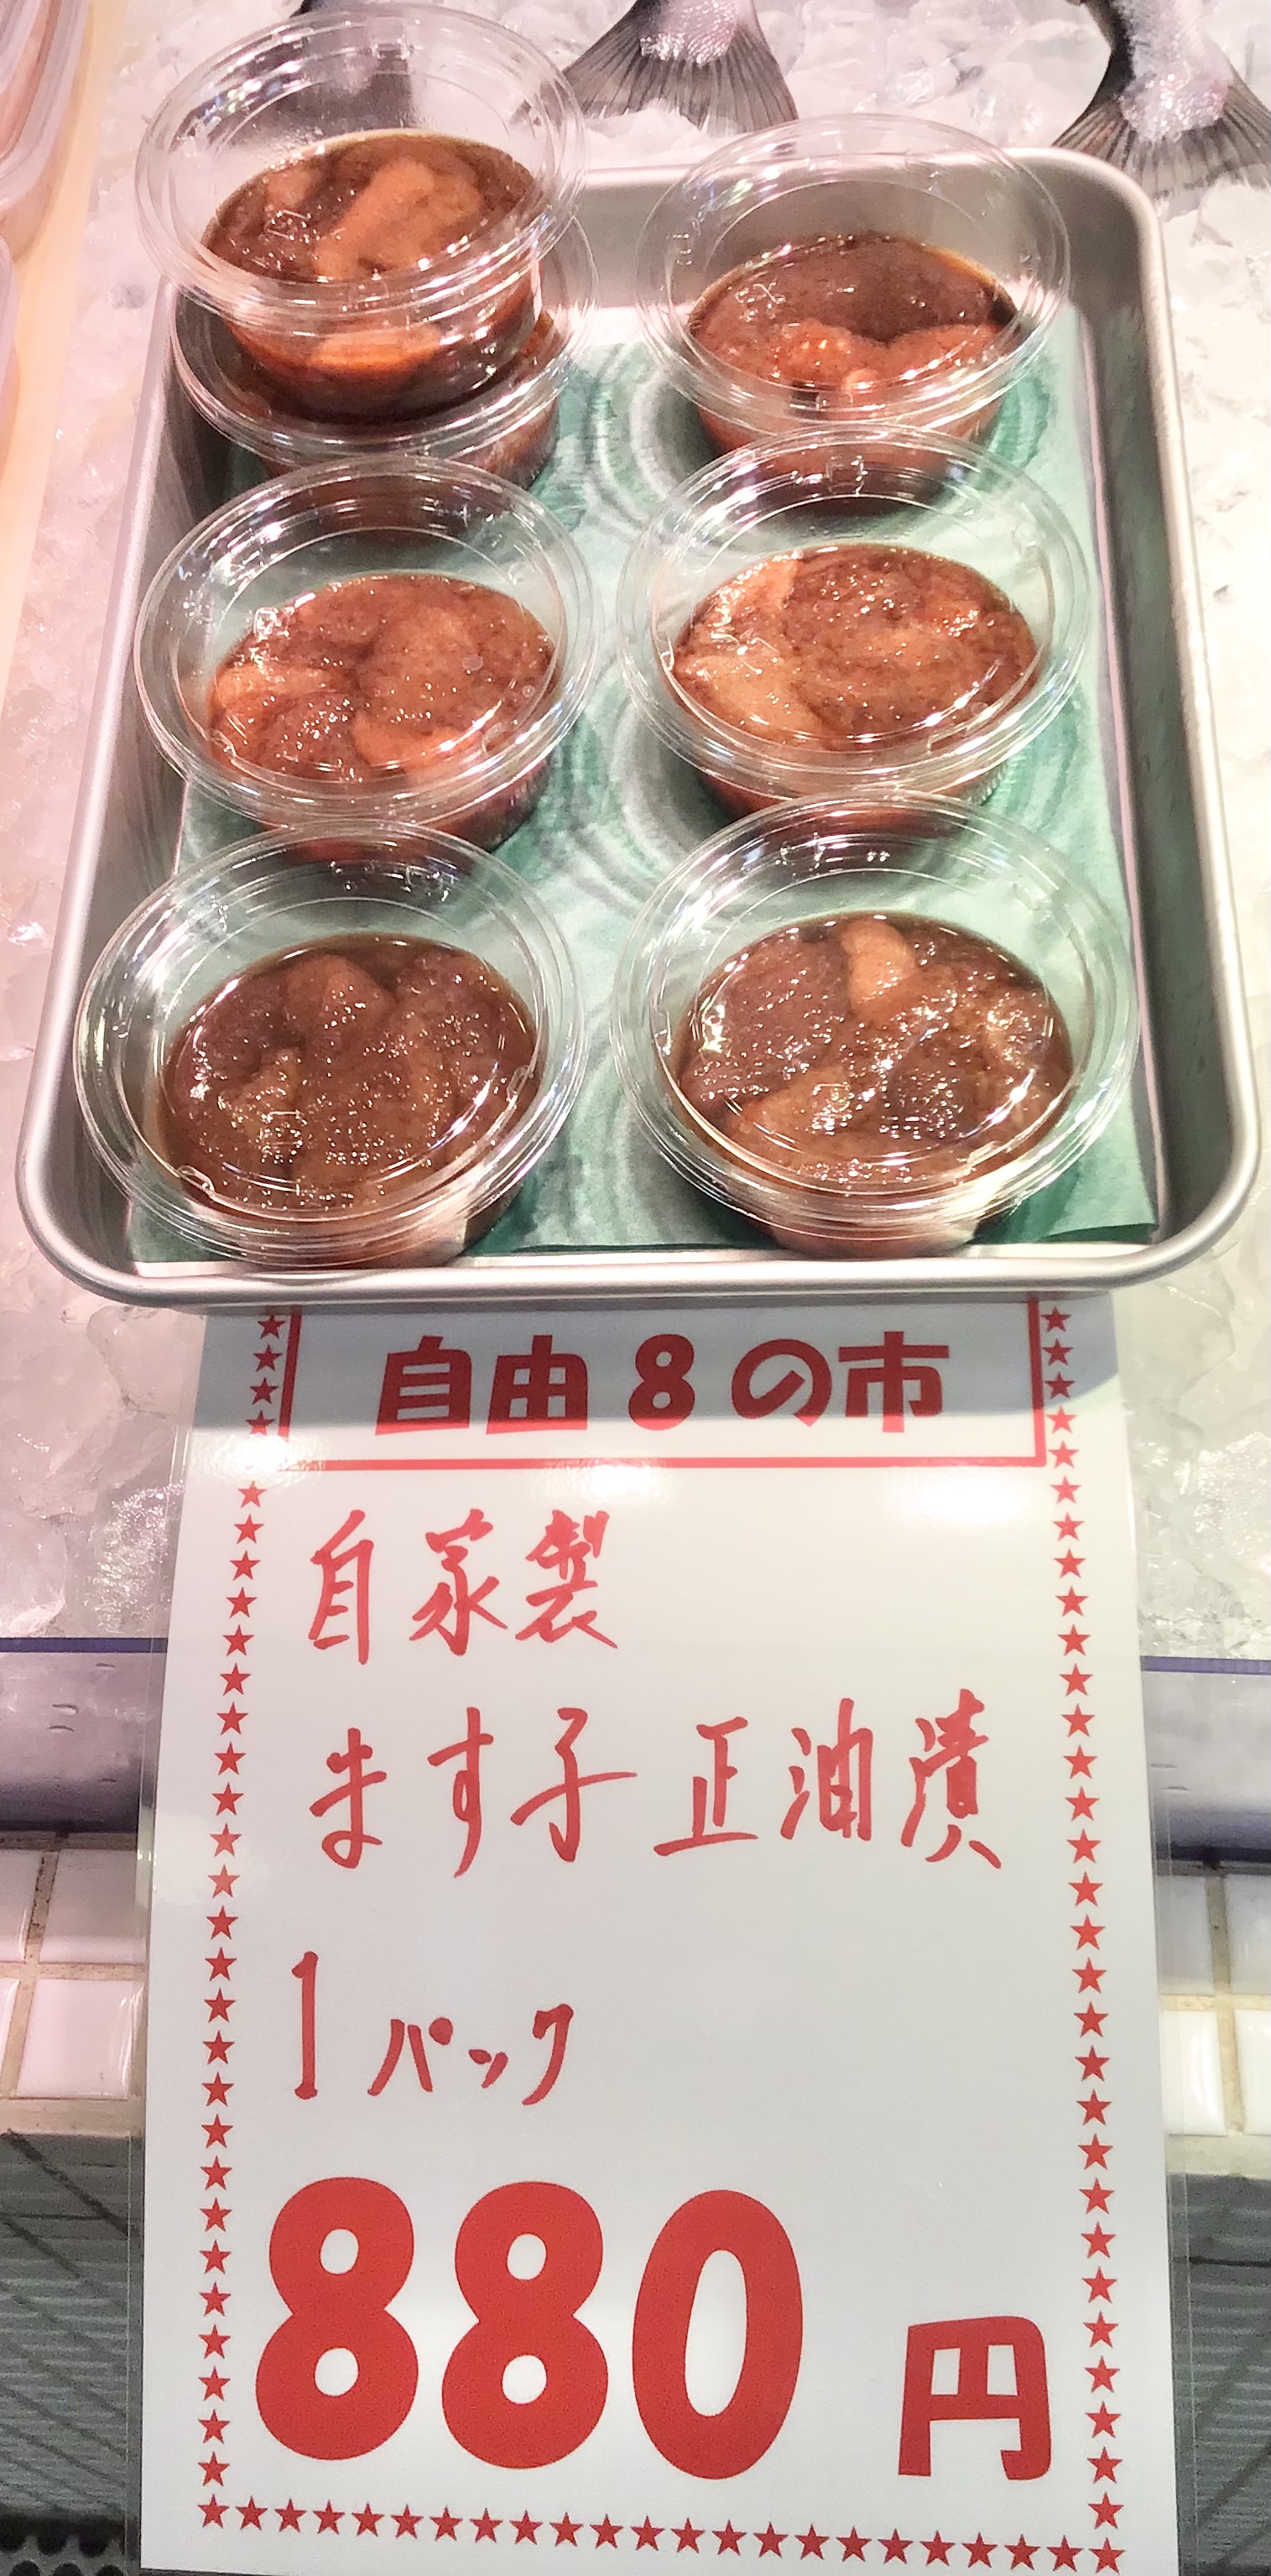 自由8の市
自家製
ます子正油漬
1パック
880円